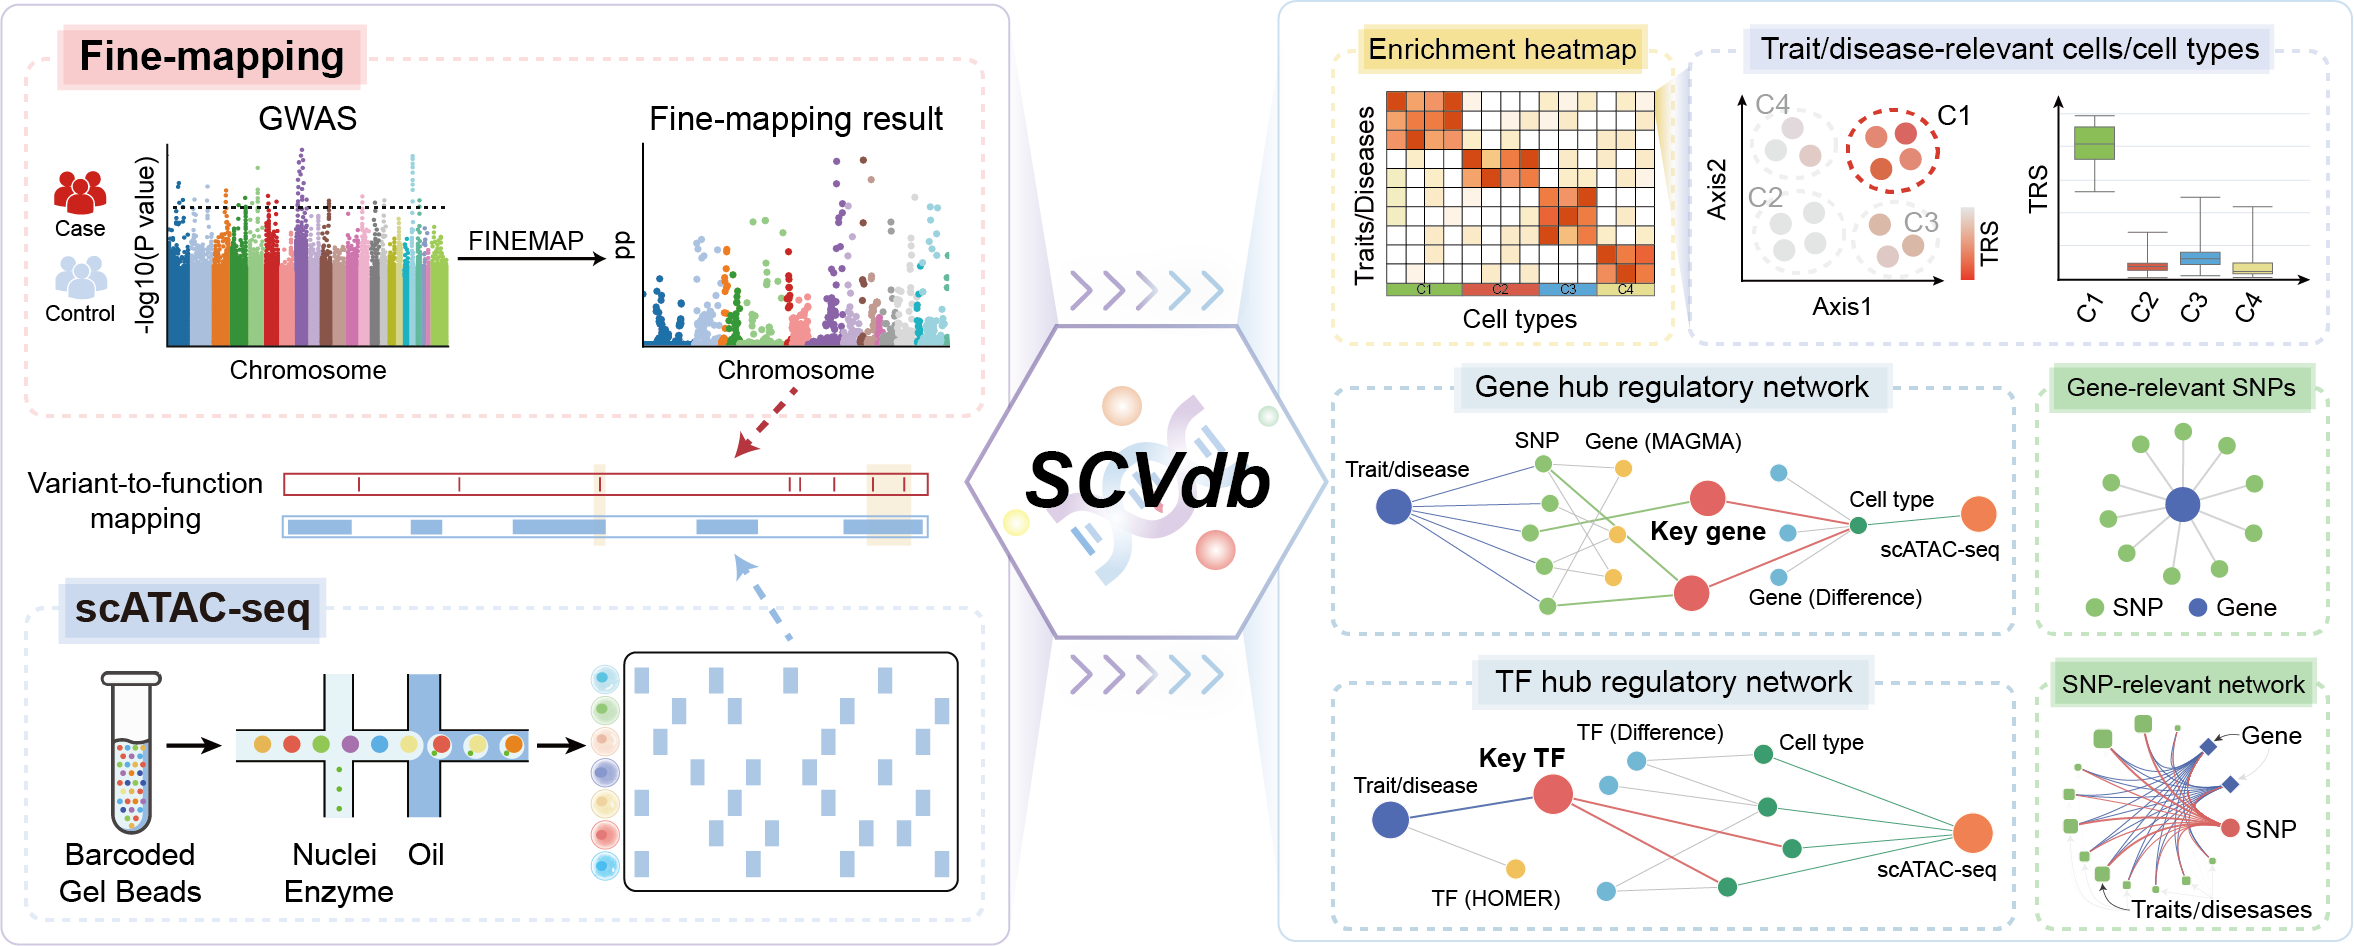 Fine-mapping
GWAS
Fine-mapping result
Case
Control
-log10(P value)
Chromosome
FINEMAP
pp
Chromosome
Variant-to-function
mapping
scATAC-seq
Barcoded
Gel Beads
Nuclei
Enzyme
Oil
SCVdb
Enrichment heatmap
Traits/Diseases
C1
C2
C3
C4
Cell types
Trait/disease-relevant cells/cell types
Axis2
C4
C1
C2
C3
TRS
Axis1
TRS
C1
C2
C3
C4
Gene hub regulatory network
Trait/disease
SNP
Gene (MAGMA)
Key gene
Cell type
scATAC-seq
Gene (Difference)
Gene-relevant SNPs
SNP
Gene
TF hub regulatory network
Trait/disease
Key TF
TF (Difference)
Cell type
scATAC-seq
TF (HOMER)
SNP-relevant network
Gene
SNP
Traits/disesases